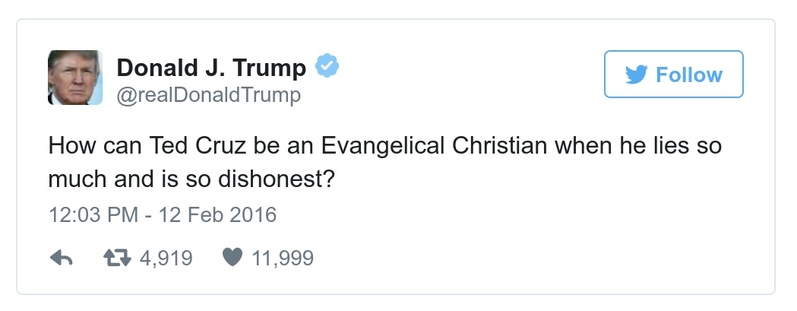 Donald J. Trump
@realDonaldTrump
Follow
How can Ted Cruz be an Evangelical Christian when he lies so
much and is so dishonest?
12:03 PM - 12 Feb 2016
4,919 11,999